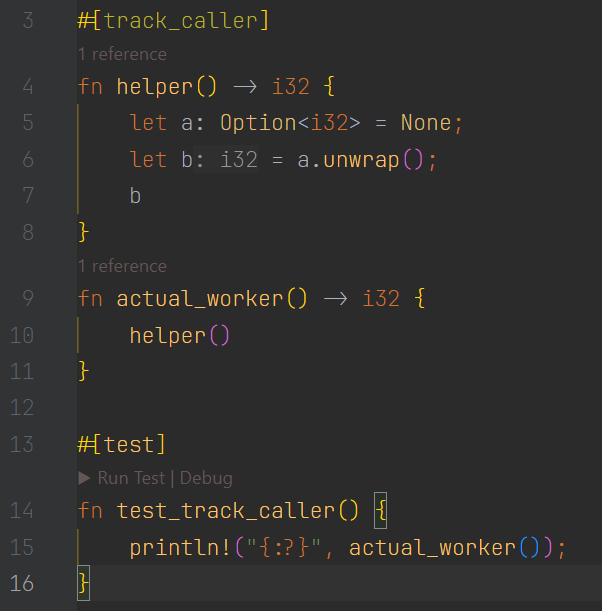 3 #[track_caller]
1 reference
4 fn helper() -> i32 {
5     let a: Option<i32> = None;
6     let b: i32 = a.unwrap();
7     b
8 }
1 reference
9 fn actual_worker() -> i32 {
10     helper()
11 }
12
13 #[test]
▶ Run Test | Debug
14 fn test_track_caller() {
15     println!("{:?}", actual_worker());
16 }